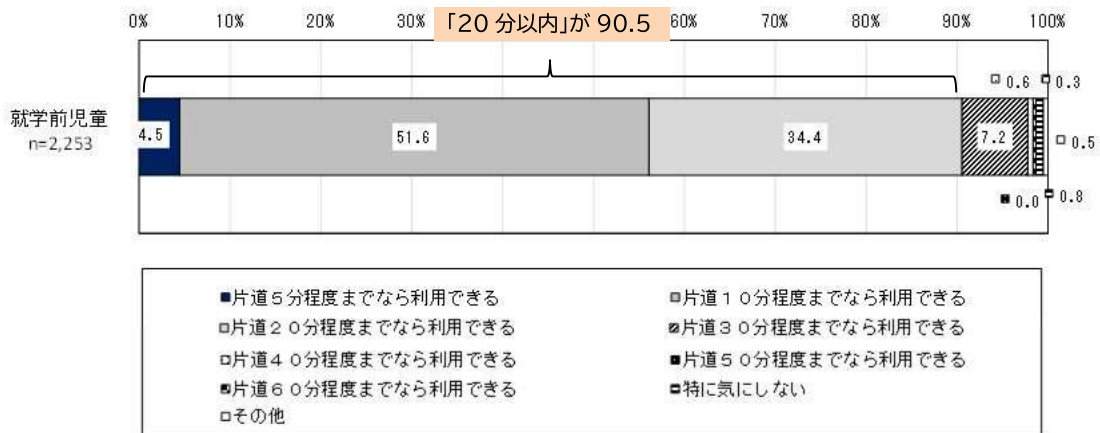 0% 10% 20% 30% 「20分以内」が 90.5 60% 70% 80% 90% 100%
0.6 0.3
就学前児童
n=2,253
4.5 51.6 34.4 7.2
0.5
0.0 0.8
片道５分程度までなら利用できる
片道１０分程度までなら利用できる
片道２０分程度までなら利用できる
片道３０分程度までなら利用できる
片道４０分程度までなら利用できる
片道５０分程度までなら利用できる
片道６０分程度までなら利用できる
特に気にしない
その他